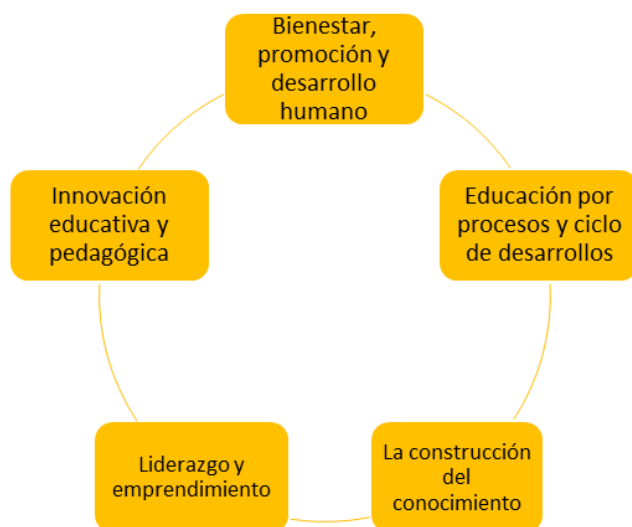 Bienestar,
promoción y
desarrollo
humano
Educación por
procesos y ciclo
de desarrollos
La construcción
del
conocimiento
Liderazgo y
emprendimiento
Innovación
educativa y
pedagógica